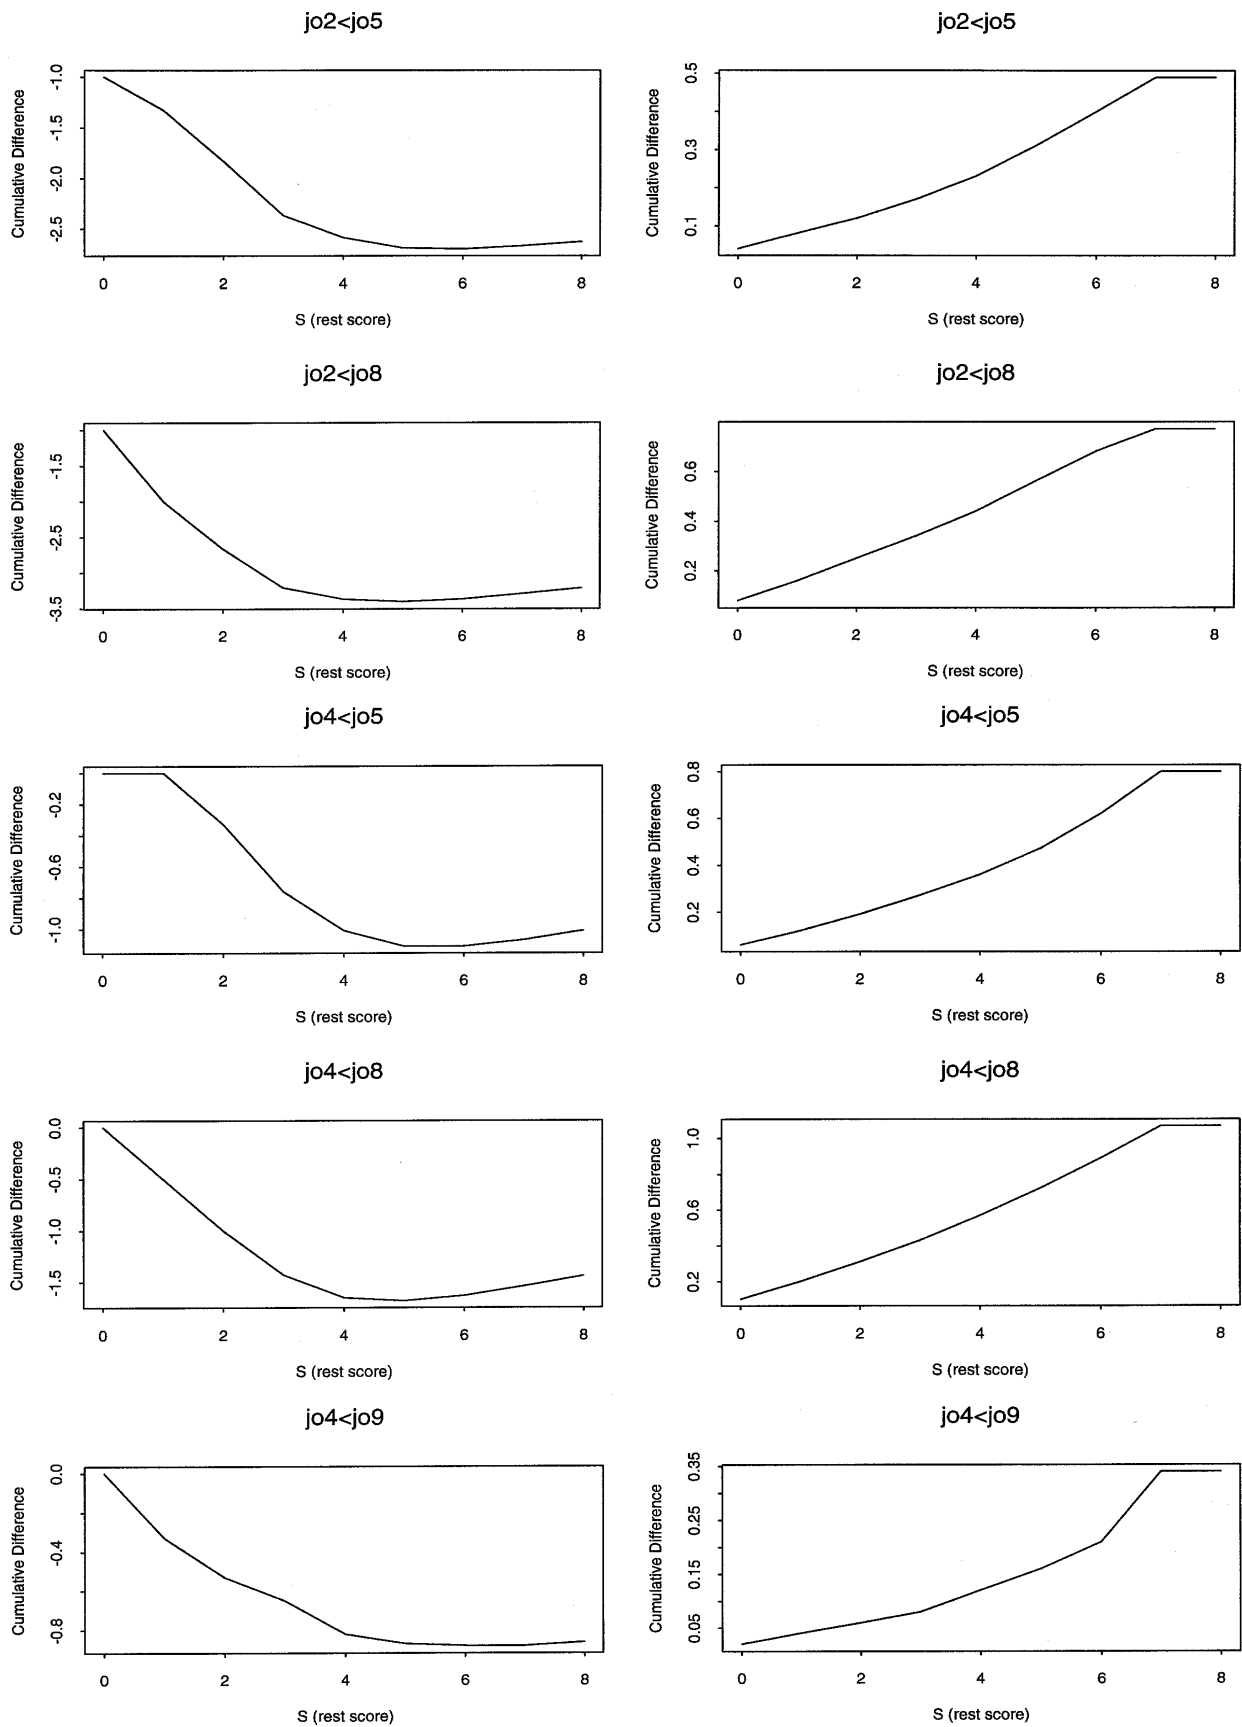 jo2<jo5
Cumulative Difference
-1.0
-1.5
-2.0
-2.5
0 2 4 6 8
S (rest score)
jo2<jo5
Cumulative Difference
0.5
0.3
0.1
0 2 4 6 8
S (rest score)
jo2<jo8
Cumulative Difference
-1.5
-2.5
-3.5
0 2 4 6 8
S (rest score)
jo2<jo8
Cumulative Difference
0.6
0.4
0.2
0 2 4 6 8
S (rest score)
jo4<jo5
Cumulative Difference
-0.2
-0.6
-1.0
0 2 4 6 8
S (rest score)
jo4<jo5
Cumulative Difference
0.8
0.6
0.4
0.2
0 2 4 6 8
S (rest score)
jo4<jo8
Cumulative Difference
0.0
-0.5
-1.0
-1.5
0 2 4 6 8
S (rest score)
jo4<jo8
Cumulative Difference
1.0
0.6
0.2
0 2 4 6 8
S (rest score)
jo4<jo9
Cumulative Difference
0.0
-0.4
-0.8
0 2 4 6 8
S (rest score)
jo4<jo9
Cumulative Difference
0.35
0.25
0.15
0.05
0 2 4 6 8
S (rest score)